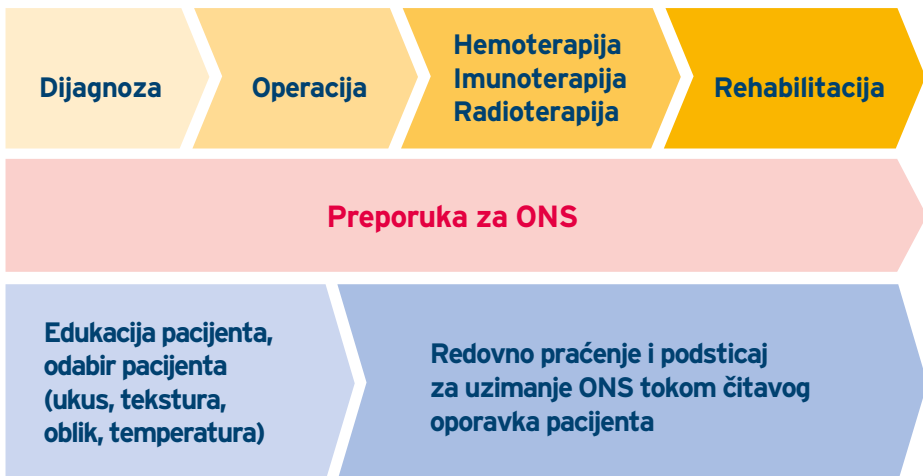 Dijagnoza
Operacija
Hemoterapija
Imunoterapija
Radioterapija
Rehabilitacija
Preporuka za ONS
Edukacija pacijenta,
odabir pacijenta
(ukus, tekstura,
oblik, temperatura)
Redovno praćenje i podsticaj
za uzimanje ONS tokom čitavog
oporavka pacijenta